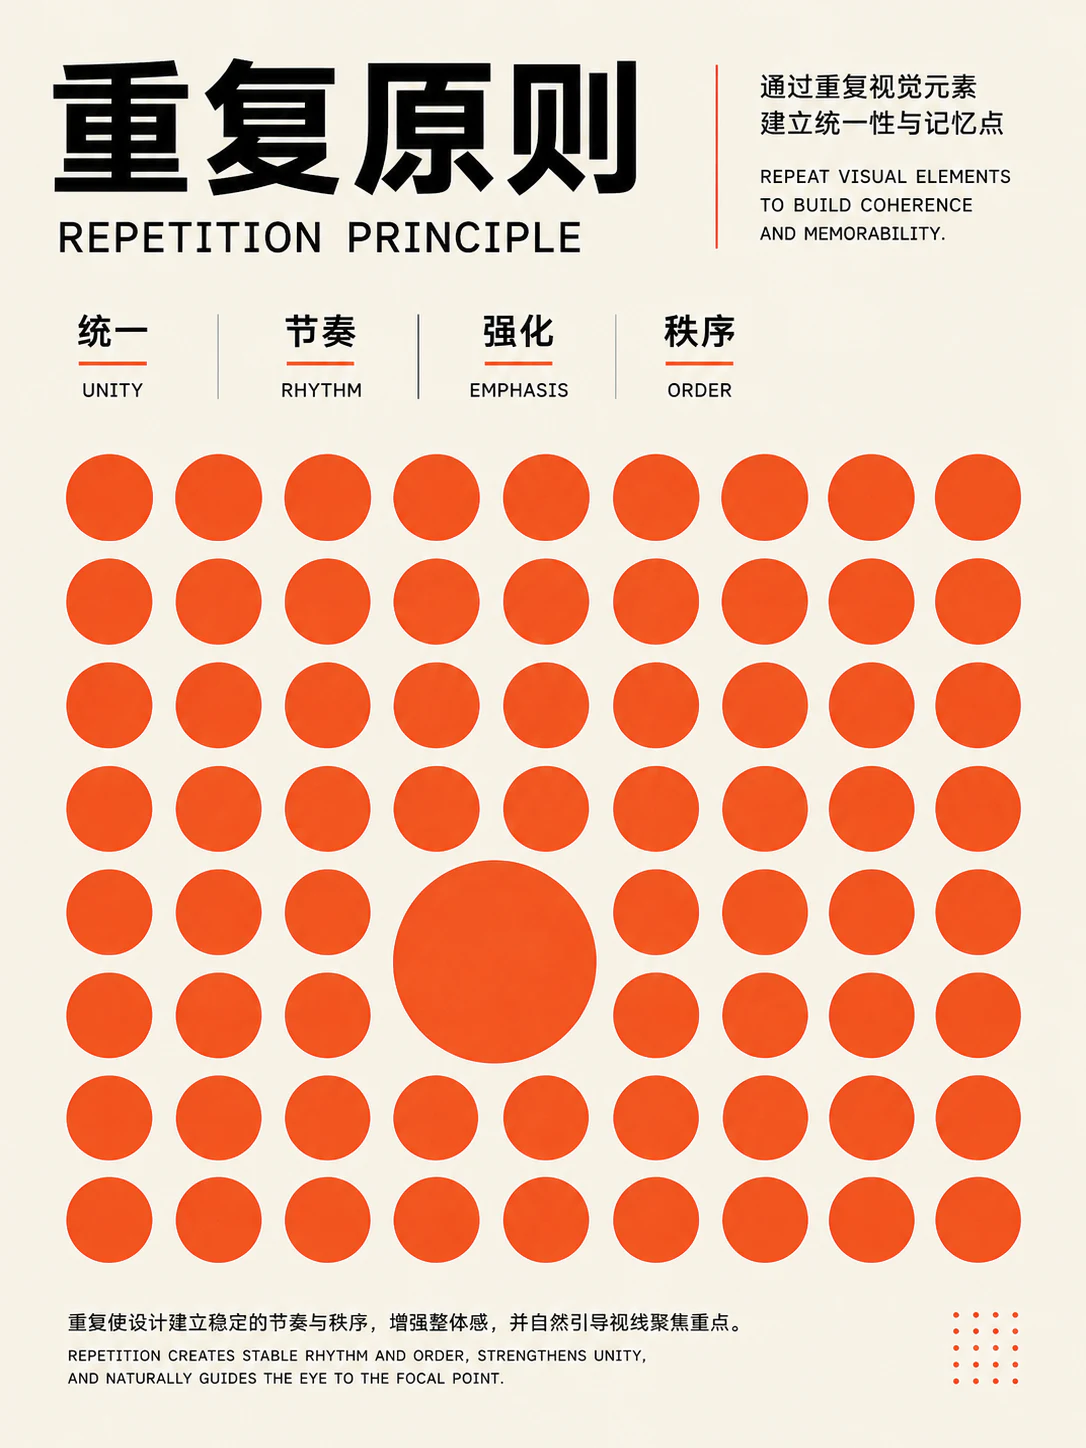 重复原则
REPETITION PRINCIPLE
通过重复视觉元素
建立统一性与记忆点
REPEAT VISUAL ELEMENTS
TO BUILD COHERENCE
AND MEMORABILITY.
统一
UNITY
节奏
RHYTHM
强化
EMPHASIS
秩序
ORDER
重复使设计建立稳定的节奏与秩序，增强整体感，并自然引导视线聚焦重点。
REPETITION CREATES STABLE RHYTHM AND ORDER, STRENGTHENS UNITY,
AND NATURALLY GUIDES THE EYE TO THE FOCAL POINT.